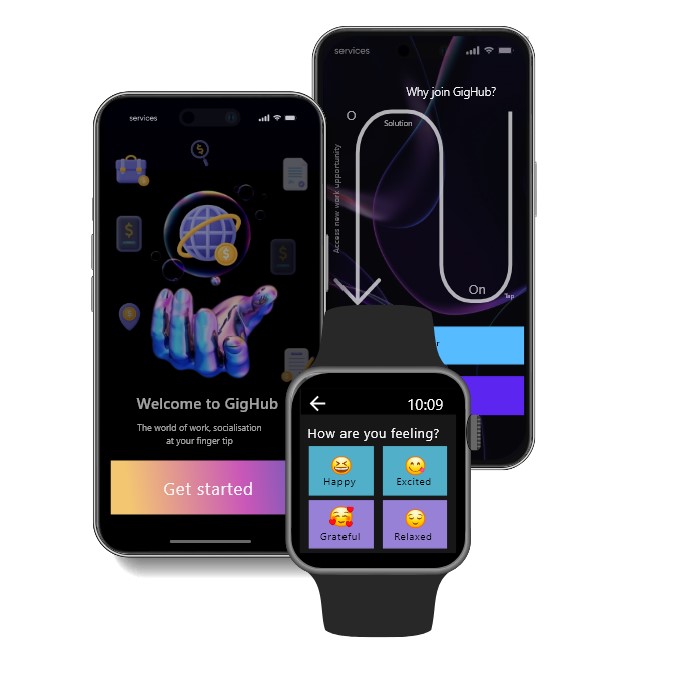 services
Welcome to GigHub
The world of work, socialisation
at your finger tip
Get started
services
Why join GigHub?
O
Solution
Access new work opportunity
On
Tap
10:09
How are you feeling?
Happy
Excited
Grateful
Relaxed